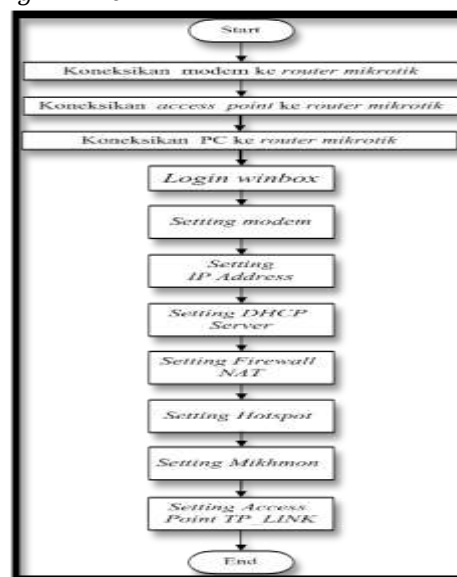 Start
Koneksikan modem ke router mikrotik
Koneksikan access point ke router mikrotik
Koneksikan PC ke router mikrotik
Login winbox
Setting modem
Setting
IP Address
Setting DHCP
Server
Setting Firewall
NAT
Setting Hotspot
Setting Mikhmon
Setting Access
Point TP_LINK
End